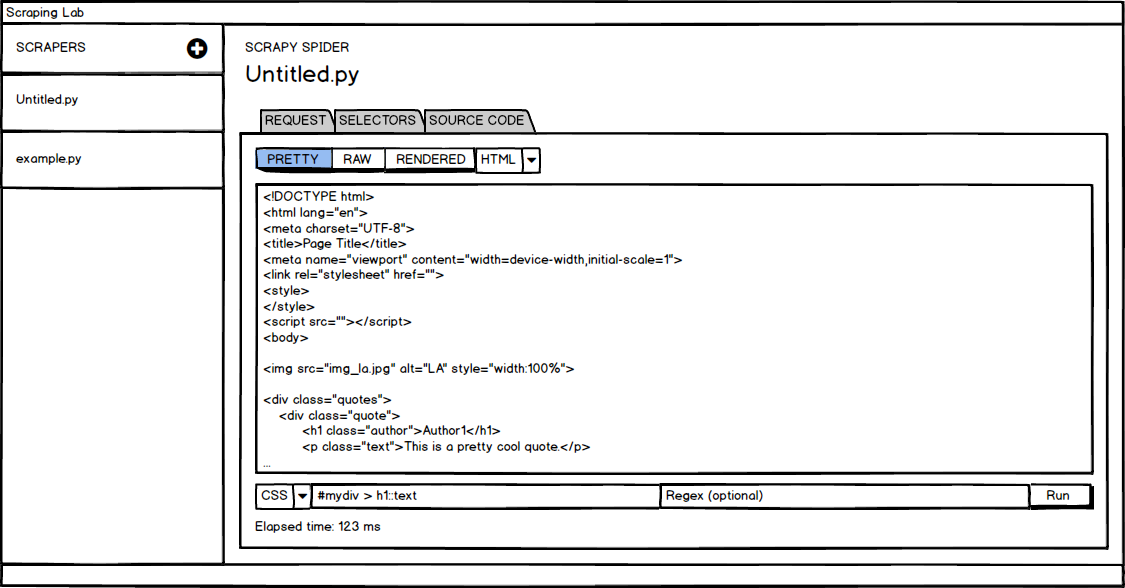 Scraping Lab
SCRAPERS
Untitled.py
example.py
SCRAPY SPIDER
Untitled.py
REQUEST SELECTORS SOURCE CODE
PRETTY RAW RENDERED HTML
<!DOCTYPE html>
<html lang="en">
<meta charset="UTF-8">
<title>Page Title</title>
<meta name="viewport" content="width=device-width,initial-scale=1">
<link rel="stylesheet" href="">
<style>
</style>
<script src=""></script>
<body>
<img src="img_la.jpg" alt="LA" style="width:100%">
<div class="quotes">
<div class="quote">
<h1 class="author">Author1</h1>
<p class="text">This is a pretty cool quote.</p>
...
CSS #mydiv > h1::text Regex (optional) Run
Elapsed time: 123 ms